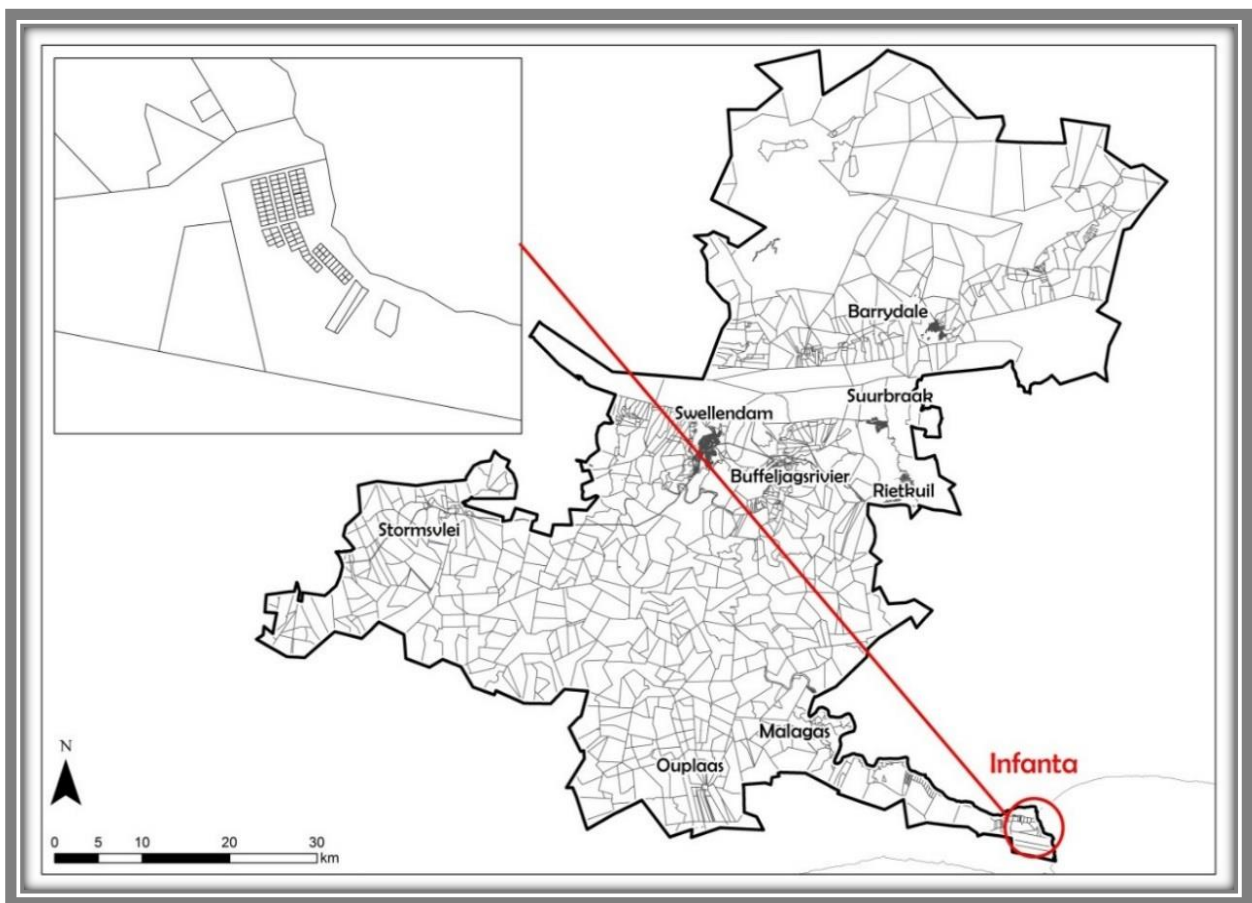 Barrydale
Suurbraak
Swellendam
Buffeljagsrivier
Rietkuil
Stormsvlei
Malagas
Ouplaas
Infanta
N
0 5 10 20 30
km